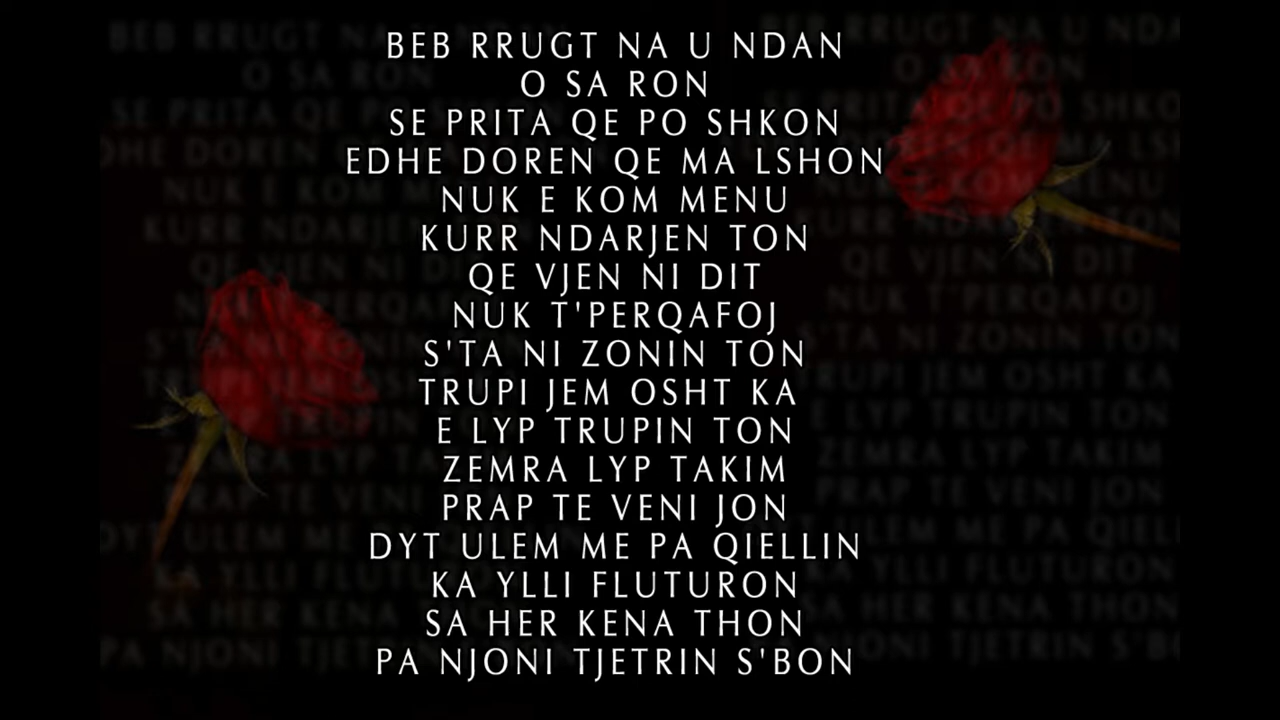 BEB RRUGT NA U NDAN
O SA RON
SE PRITA QE PO SHKON
EDHE DOREN QE MA LSHON
NUK E KOM MENU
KURR NDARJEN TON
QE VJEN NI DIT
NUK T'PERQAFOJ
S'TA NI ZONIN TON
TRUPI JEM OSHT KA
E LYP TRUPIN TON
ZEMRA LYP TAKIM
PRAP TE VENI JON
DYT ULEM ME PA QIELLIN
KA YLLI FLUTURON
SA HER KENA THON
PA NJONI TJETRIN S'BON